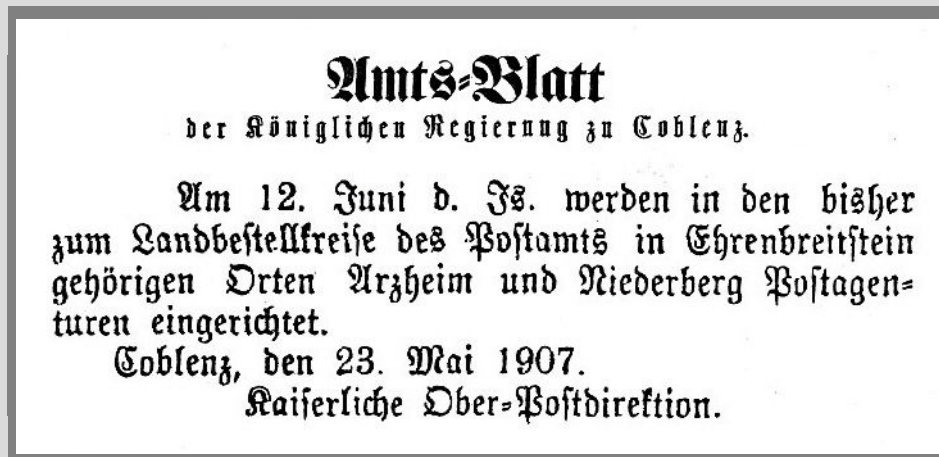 Amts-Blatt
der Königlichen Regierung zu Coblenz.
Am 12. Juni d. Js. werden in den bisher
zum Landbestellkreise des Postamts in Ehrenbreitstein
gehörigen Orten Arzheim und Niederberg Postagen-
turen eingerichtet.
Coblenz, den 23. Mai 1907.
Kaiserliche Ober-Postdirektion.